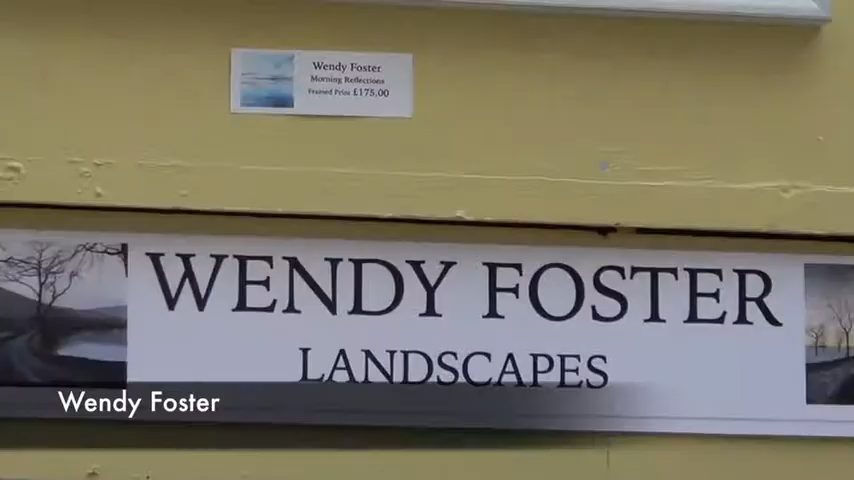 Wendy Foster
Morning Reflections
Framed Price £175.00
WENDY FOSTER
LANDSCAPES
Wendy Foster